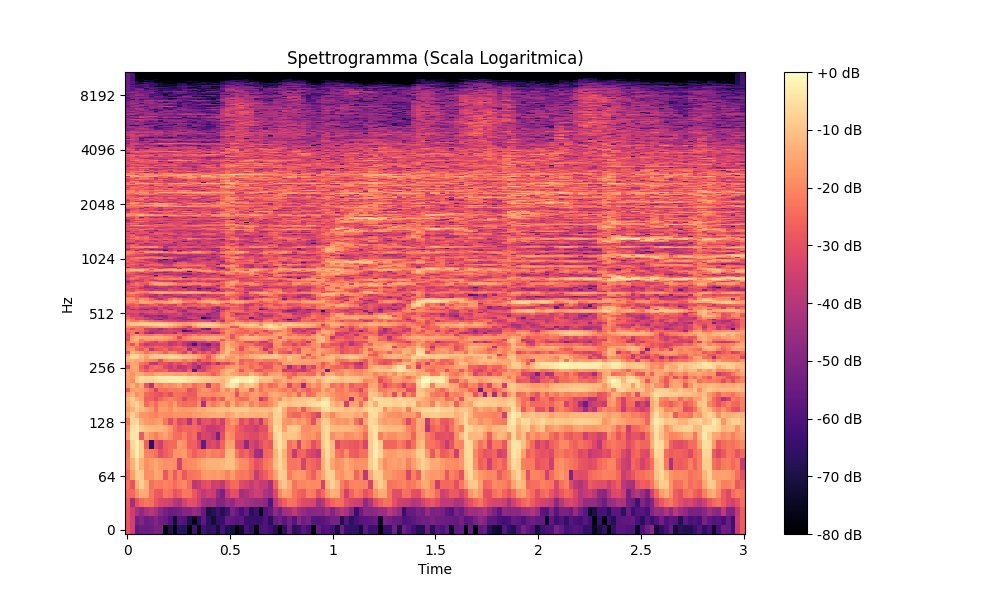 Spettrogramma (Scala Logaritmica)
Hz
8192
4096
2048
1024
512
256
128
64
0
0 0.5 1 1.5 2 2.5 3
Time
+0 dB
-10 dB
-20 dB
-30 dB
-40 dB
-50 dB
-60 dB
-70 dB
-80 dB